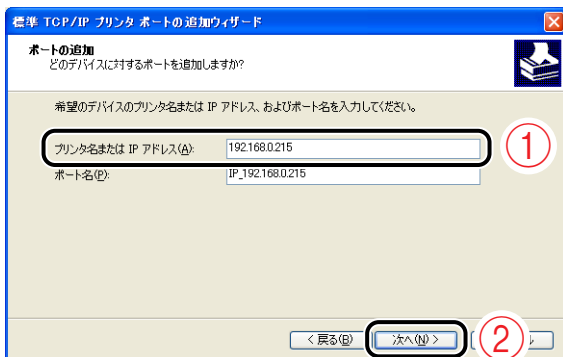 標準 TCP/IP プリンタ ポートの追加ウィザード
ポートの追加
どのデバイスに対するポートを追加しますか?
希望のデバイスのプリンタ名または IP アドレス、およびポート名を入力してください。
プリンタ名または IP アドレス(A): 192.168.0.215
①
ポート名(P): IP_192.168.0.215
< 戻る(B) 次へ(N) > ②